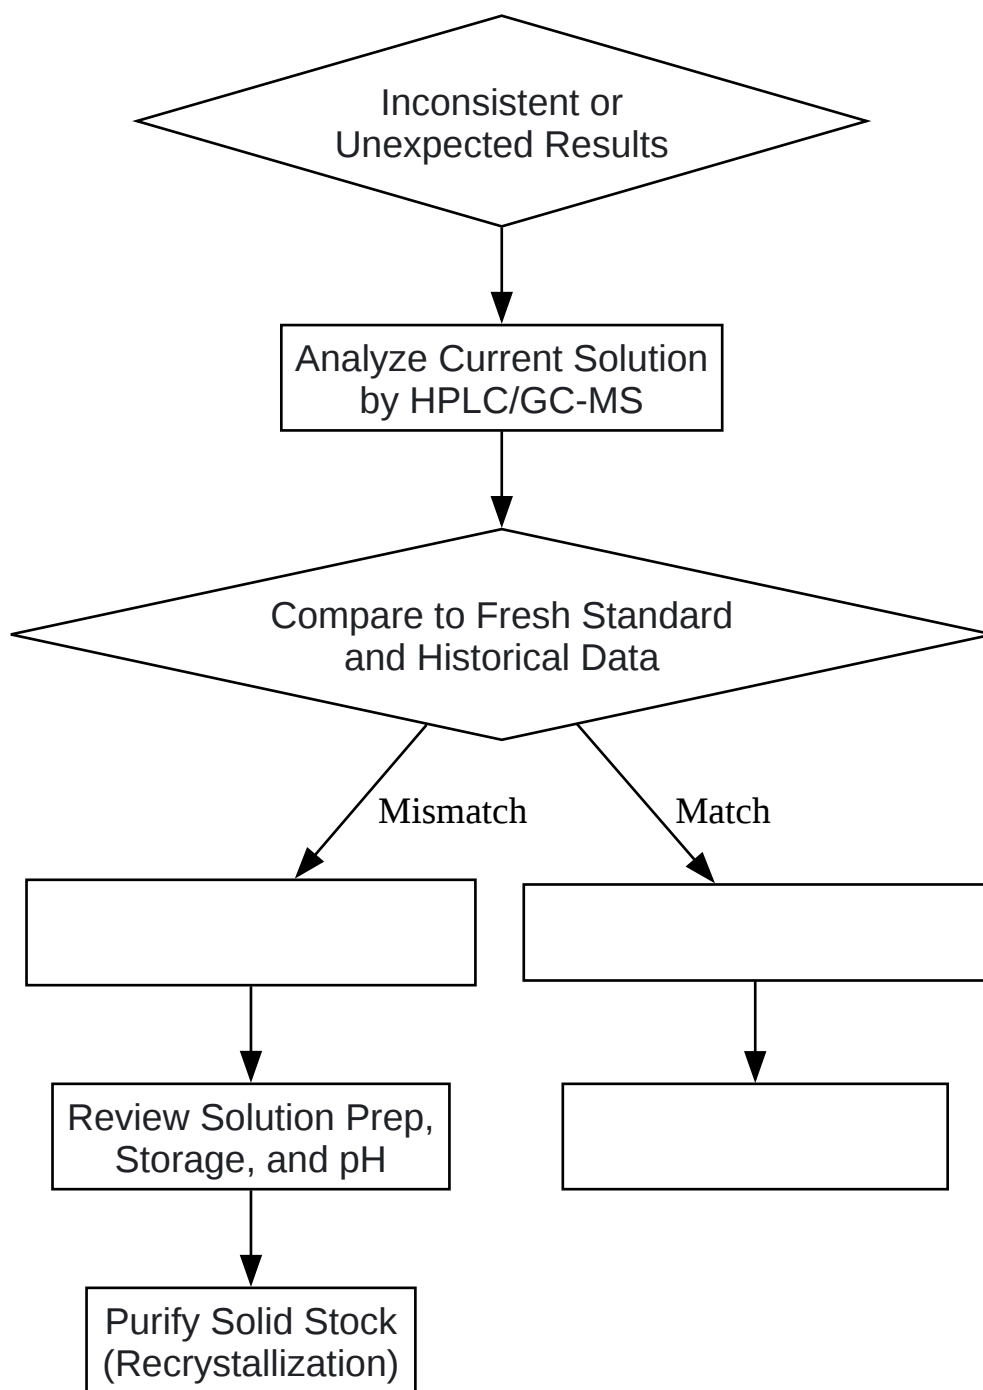 Inconsistent or
Unexpected Results
Analyze Current Solution
by HPLC/GC-MS
Compare to Fresh Standard
and Historical Data
Mismatch
Match
Review Solution Prep,
Storage, and pH
Purify Solid Stock
(Recrystallization)